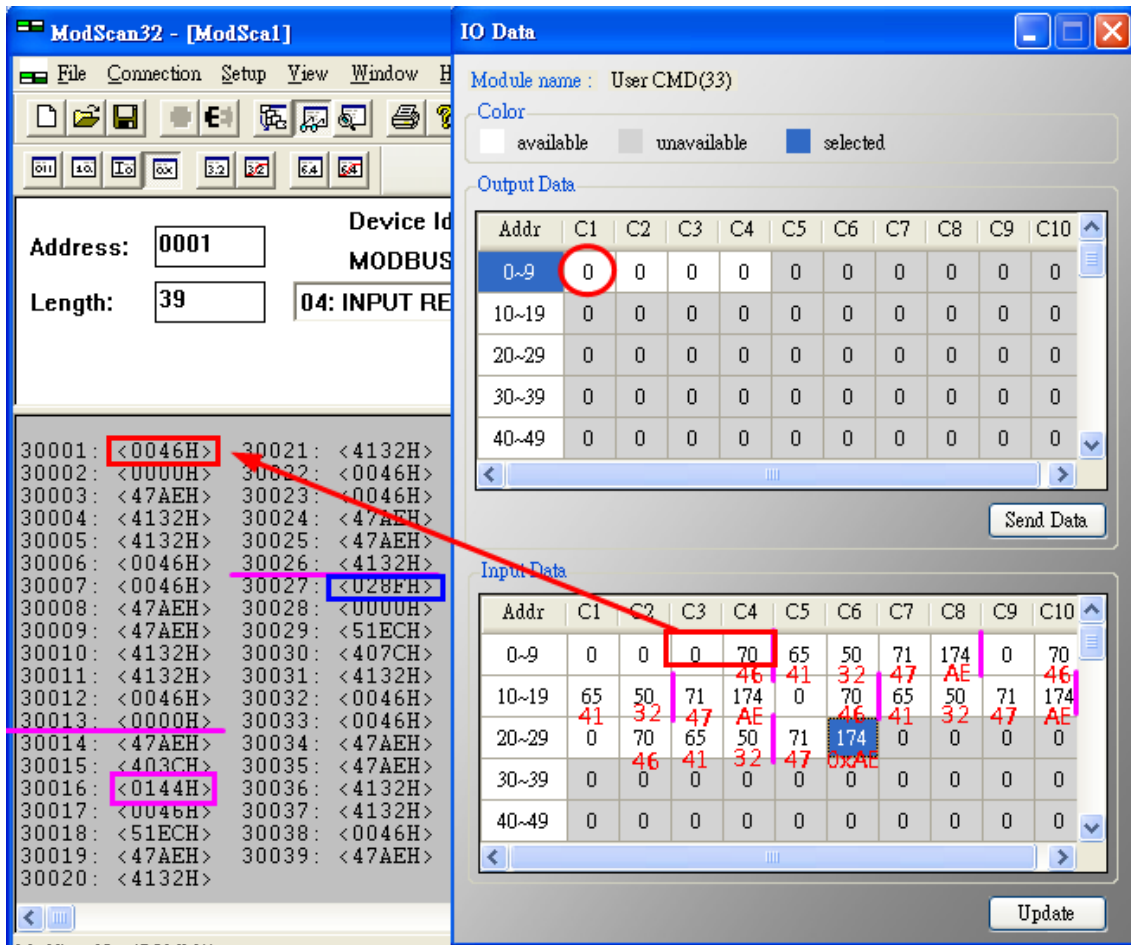 ModScan32 - [ModSca1]
File Connection Setup View Window H
Address: 0001
Device Id
MODBUS
Length: 39
04: INPUT RE
30001: <0046H> 30021: <4132H>
30002: <0000H> 30022: <0046H>
30003: <47AEH> 30023: <0046H>
30004: <4132H> 30024: <47AEH>
30005: <4132H> 30025: <47AEH>
30006: <0046H> 30026: <4132H>
30007: <0046H> 30027: <028FH>
30008: <47AEH> 30028: <0000H>
30009: <47AEH> 30029: <51ECH>
30010: <4132H> 30030: <407CH>
30011: <4132H> 30031: <4132H>
30012: <0046H> 30032: <0046H>
30013: <0000H> 30033: <0046H>
30014: <47AEH> 30034: <47AEH>
30015: <403CH> 30035: <47AEH>
30016: <0144H> 30036: <4132H>
30017: <0046H> 30037: <4132H>
30018: <51ECH> 30038: <0046H>
30019: <47AEH> 30039: <47AEH>
30020: <4132H>
IO Data
Module name : User CMD(33)
Color
available unavailable selected
Output Data
Addr C1 C2 C3 C4 C5 C6 C7 C8 C9 C10
0~9 0 0 0 0 0 0 0 0 0 0
10~19 0 0 0 0 0 0 0 0 0 0
20~29 0 0 0 0 0 0 0 0 0 0
30~39 0 0 0 0 0 0 0 0 0 0
40~49 0 0 0 0 0 0 0 0 0 0
Send Data
Input Data
Addr C1 C2 C3 C4 C5 C6 C7 C8 C9 C10
0~9 0 0 0 70 65 50 71 174 0 70
46 41 32 47 AE 46
10~19 65 50 71 174 0 70 65 50 71 174
41 32 47 AE 46 41 32 47 AE
20~29 0 70 65 50 71 174 0 0 0 0
46 41 32 47 0xAE
30~39 0 0 0 0 0 0 0 0 0 0
40~49 0 0 0 0 0 0 0 0 0 0
Update